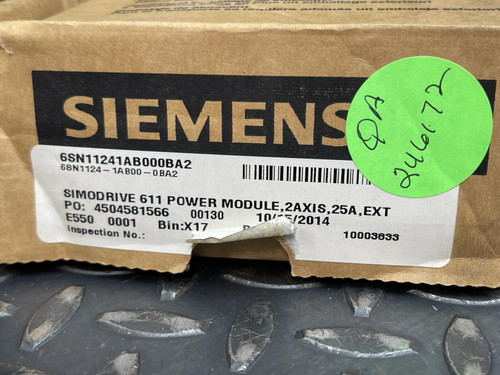 SIEMENS
QA
246172
6SN11241AB000BA2
6SN1124-1AB00-0BA2
SIMODRIVE 611 POWER MODULE,2AXIS,25A,EXT
PO: 4504581566 00130 10/15/2014
E550 0001 Bin:X17 10003633
Inspection No.: